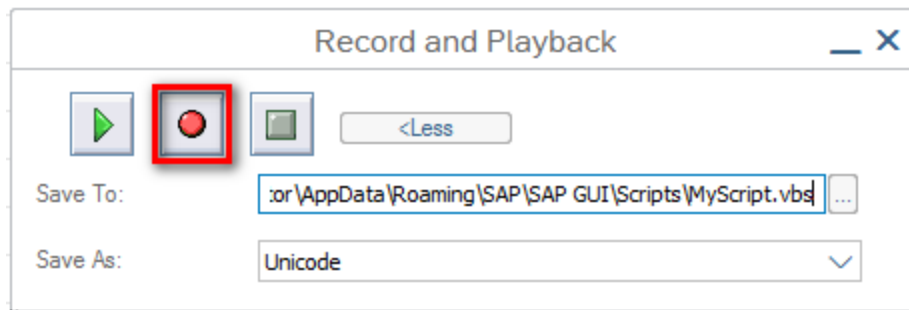 Record and Playback
<Less
Save To: :or\AppData\Roaming\SAP\SAP GUI\Scripts\MyScript.vbs ...
Save As: Unicode